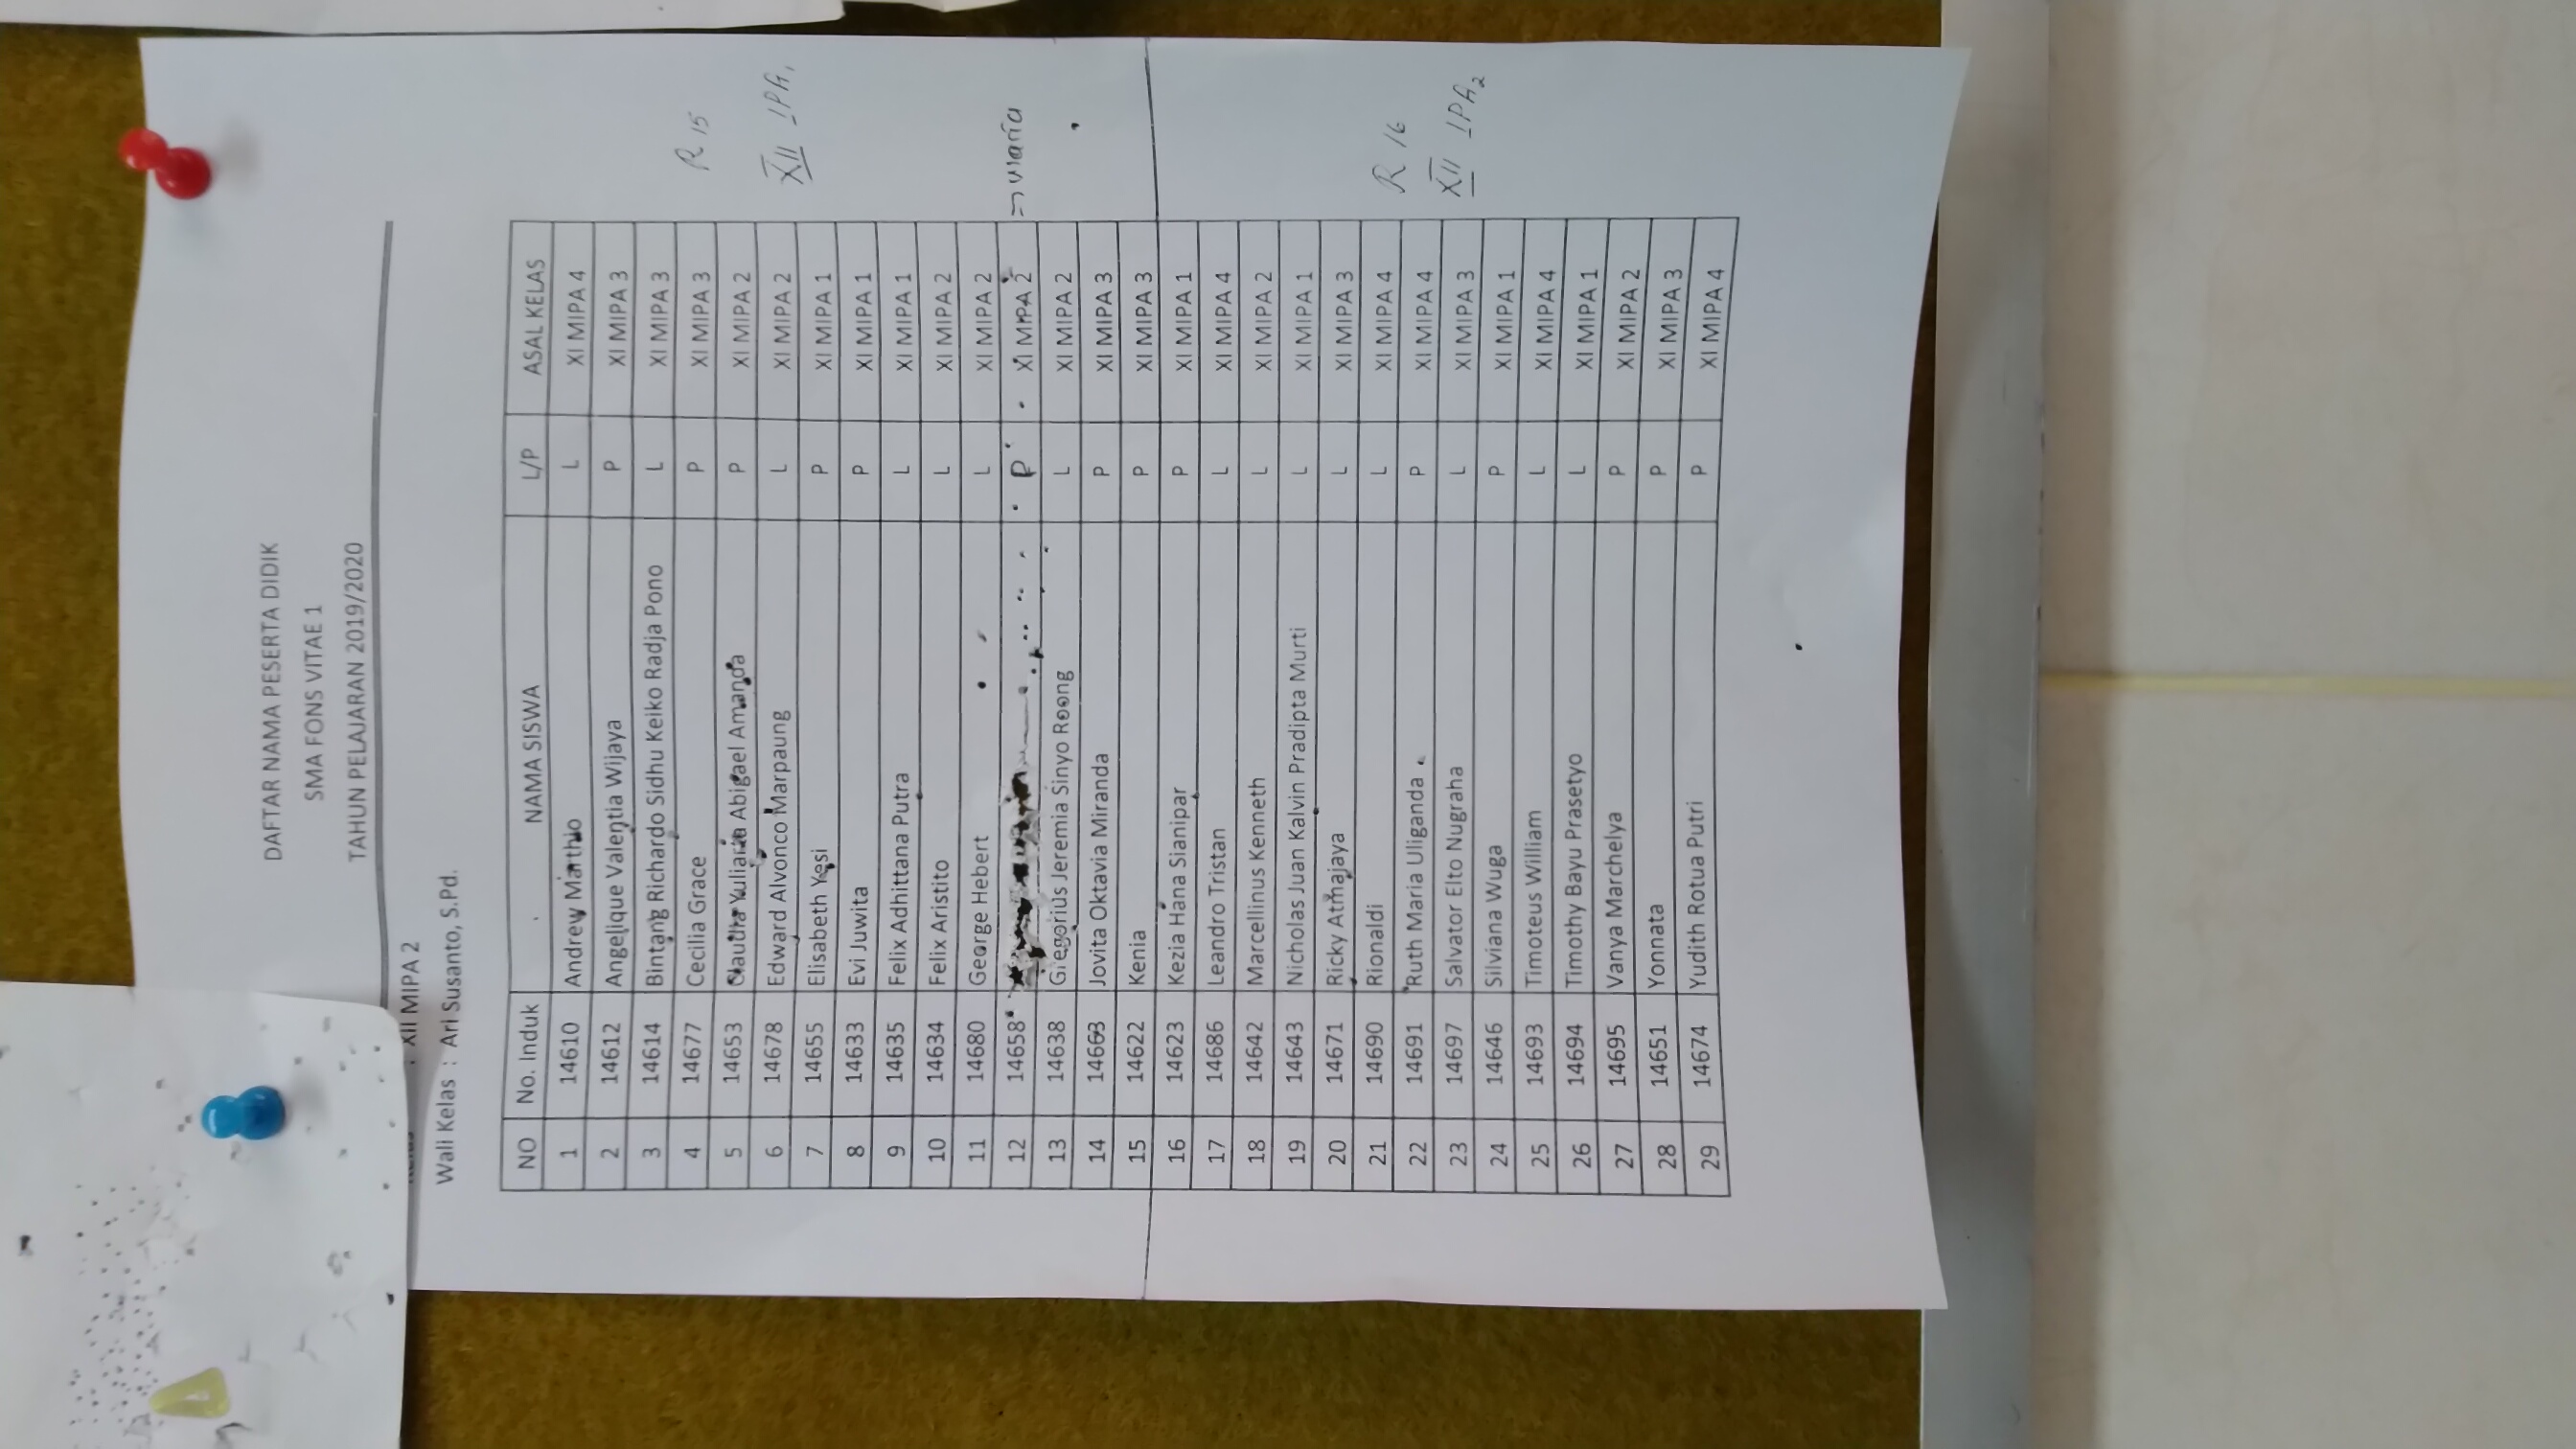 DAFTAR NAMA PESERTA DIDIK
SMA FONS VITAE 1
TAHUN PELAJARAN 2019/2020
: XII MIPA 2
Wali Kelas : Ari Susanto, S.Pd.
NO No. Induk NAMA SISWA L/P ASAL KELAS
1 14610 Andrew Marthio L XI MIPA 4
2 14612 Angelique Valentia Wijaya P XI MIPA 3
3 14614 Bintang Richardo Sidhu Keiko Radja Pono L XI MIPA 3
4 14677 Cecilia Grace P XI MIPA 3 R 15
5 14653 Claudia Yuliaria Abigael Amanda P XI MIPA 2
6 14678 Edward Alvonco Marpaung L XI MIPA 2 XII IPA 1
7 14655 Elisabeth Yesi P XI MIPA 1
8 14633 Evi Juwita P XI MIPA 1
9 14635 Felix Adhittana Putra L XI MIPA 1
10 14634 Felix Aristito L XI MIPA 2
11 14680 George Hebert L XI MIPA 2
12 14658 P XI MIPA 2 => Maria
13 14638 Gregorius Jeremia Sinyo Roong L XI MIPA 2
14 14663 Jovita Oktavia Miranda P XI MIPA 3
15 14622 Kenia P XI MIPA 3
16 14623 Kezia Hana Sianipar P XI MIPA 1
17 14686 Leandro Tristan L XI MIPA 4
18 14642 Marcellinus Kenneth L XI MIPA 2
19 14643 Nicholas Juan Kalvin Pradipta Murti L XI MIPA 1
20 14671 Ricky Atmajaya L XI MIPA 3
21 14690 Rionaldi L XI MIPA 4 R 16
22 14691 Ruth Maria Uliganda P XI MIPA 4
23 14697 Salvator Elto Nugraha L XI MIPA 3 XII IPA 2
24 14646 Silviana Wuga P XI MIPA 1
25 14693 Timoteus William L XI MIPA 4
26 14694 Timothy Bayu Prasetyo L XI MIPA 1
27 14695 Vanya Marchelya P XI MIPA 2
28 14651 Yonnata P XI MIPA 3
29 14674 Yudith Rotua Putri P XI MIPA 4